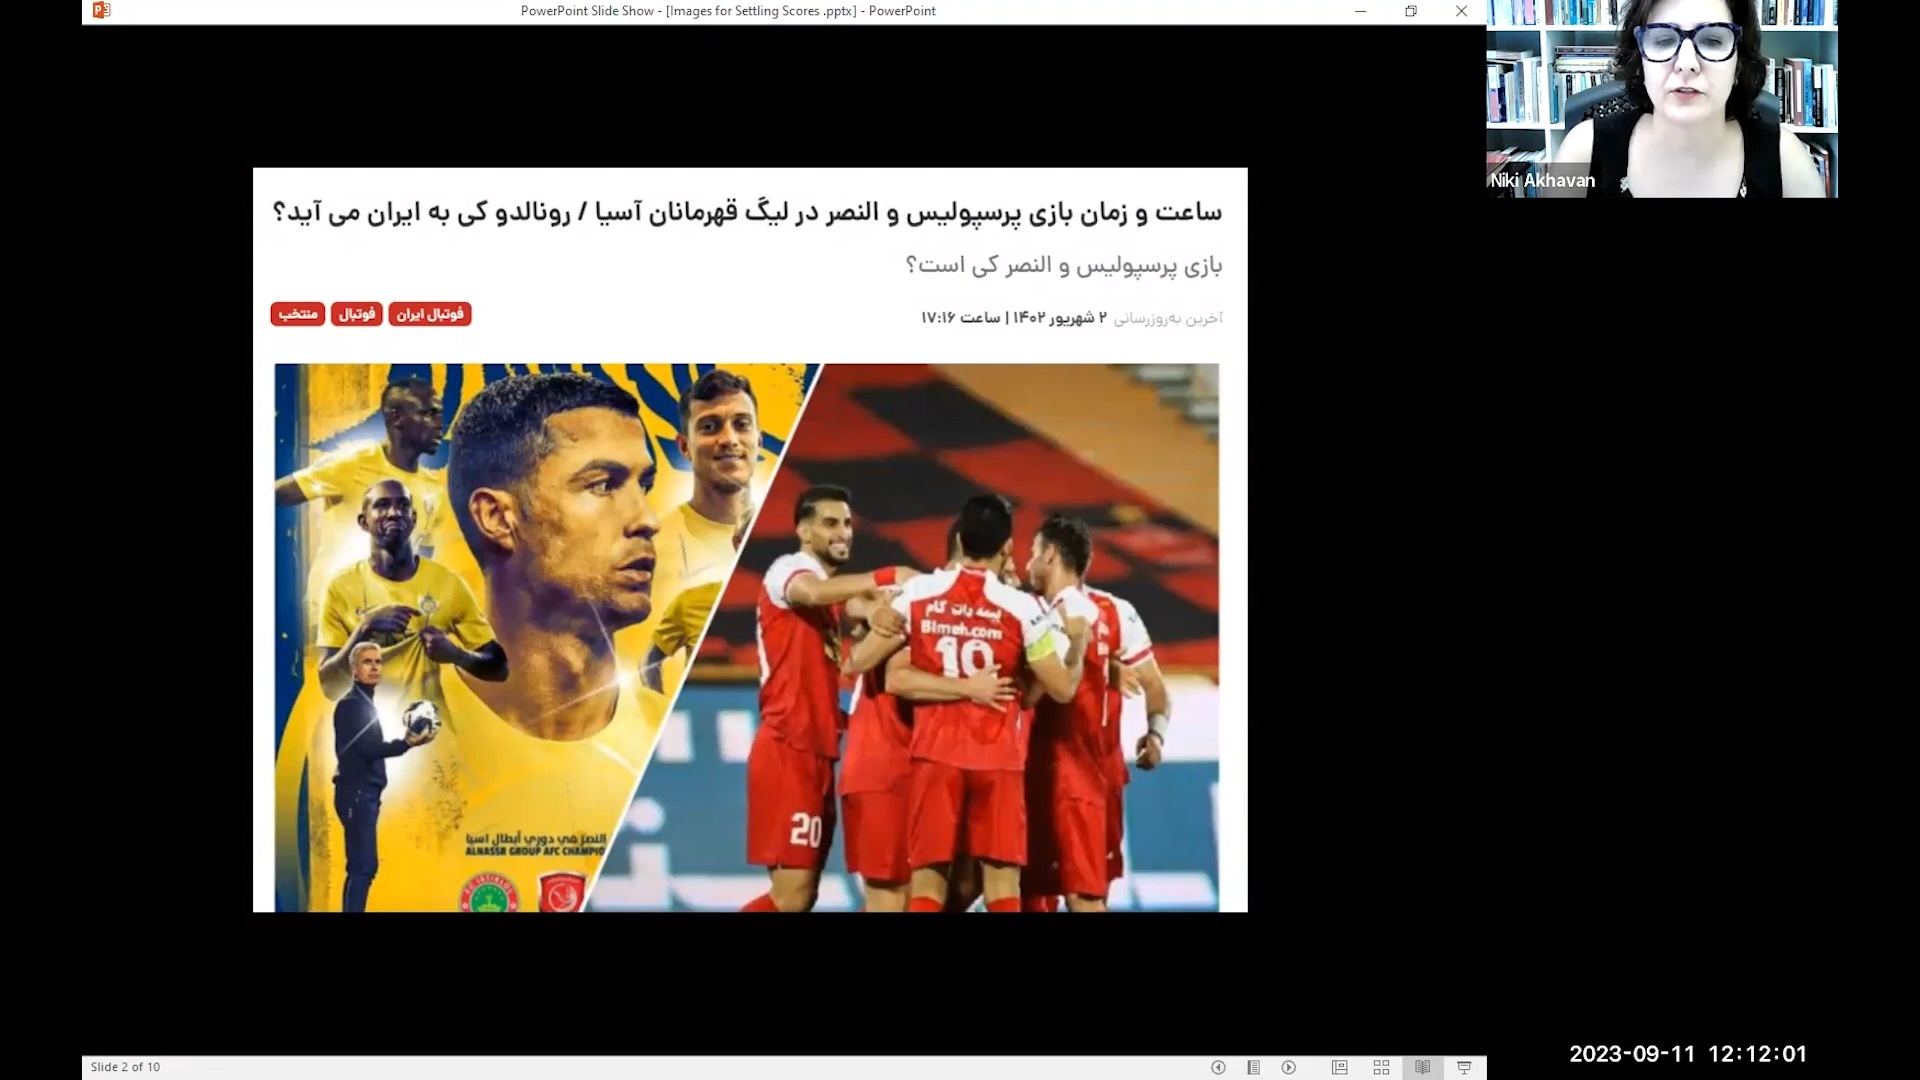 PowerPoint Slide Show - [Images for Settling Scores .pptx] - PowerPoint
Niki Akhavan
ساعت و زمان بازی پرسپولیس و النصر در لیگ قهرمانان آسیا / رونالدو کی به ایران می آید؟
بازی پرسپولیس و النصر کی است؟
آخرین به‌روزرسانی ۲ شهریور ۱۴۰۲ | ساعت ۱۷:۱۶
فوتبال ایران فوتبال منتخب
بیمه دات کام
Bimeh.com
10
20
النصر في دوري أبطال آسيا
ALNASSR GROUP AFC CHAMPIO
Slide 2 of 10
2023-09-11 12:12:01